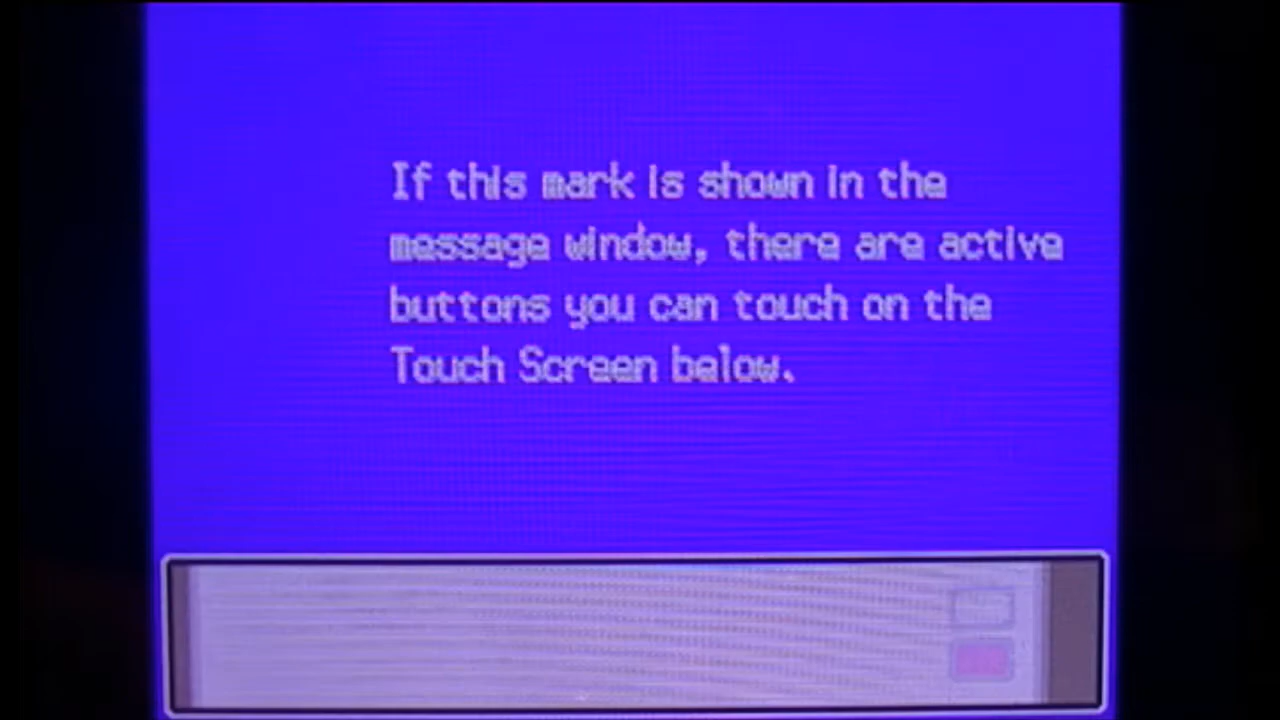 If this mark is shown in the
message window, there are active
buttons you can touch on the
Touch Screen below.